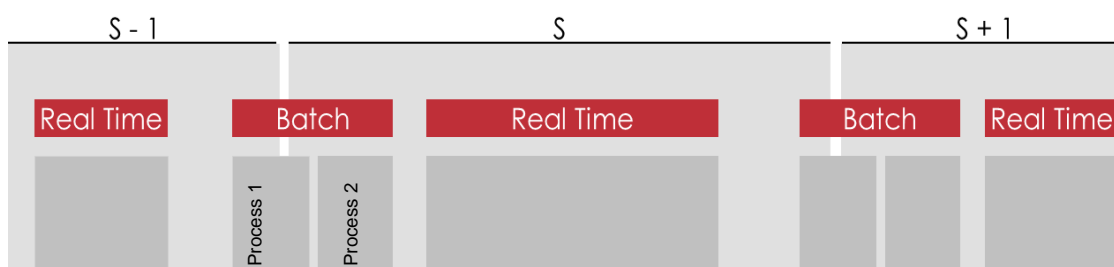 S - 1
S
S + 1
Real Time
Batch
Real Time
Batch
Real Time
Process 1
Process 2